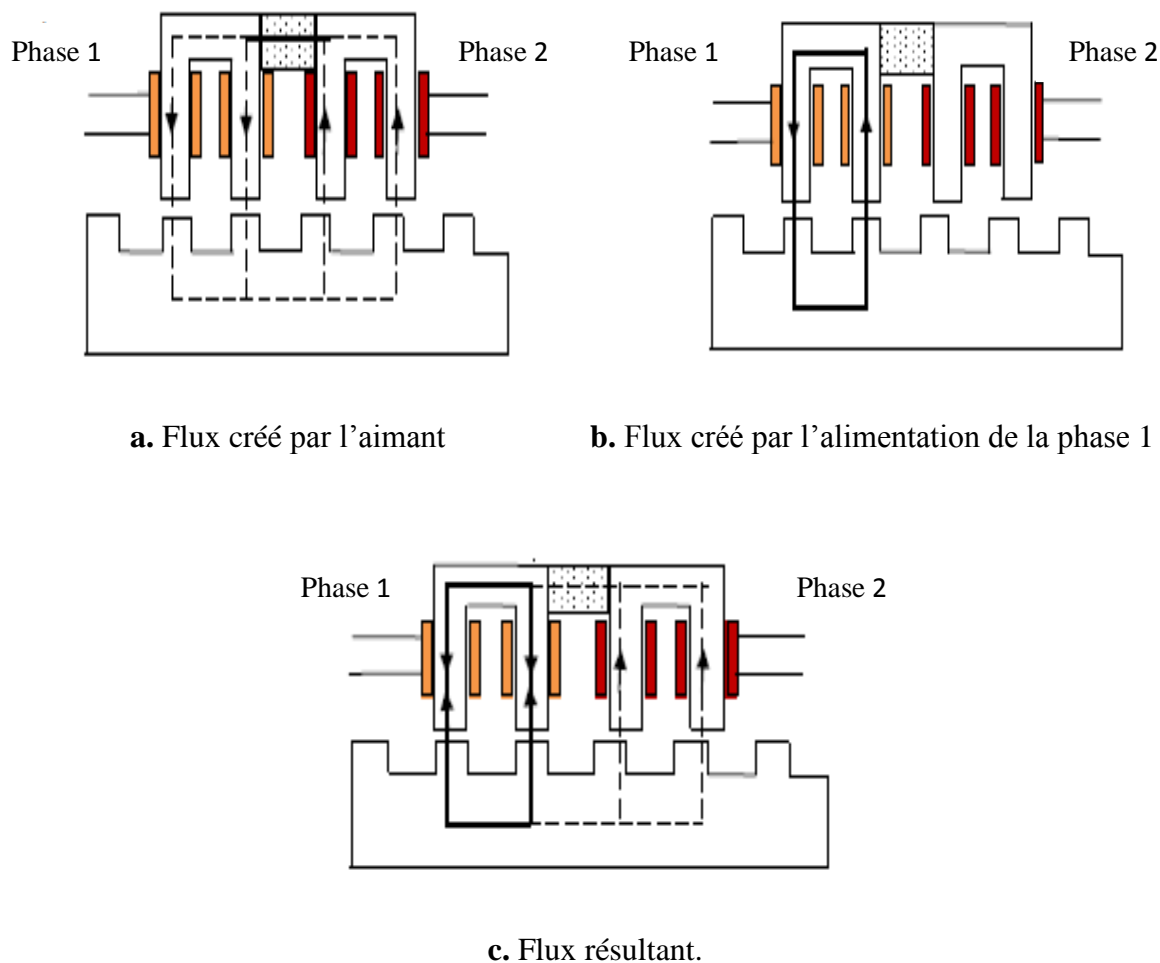 Phase 1
Phase 2
Phase 1
Phase 2
a. Flux créé par l’aimant
b. Flux créé par l’alimentation de la phase 1
Phase 1
Phase 2
c. Flux résultant.